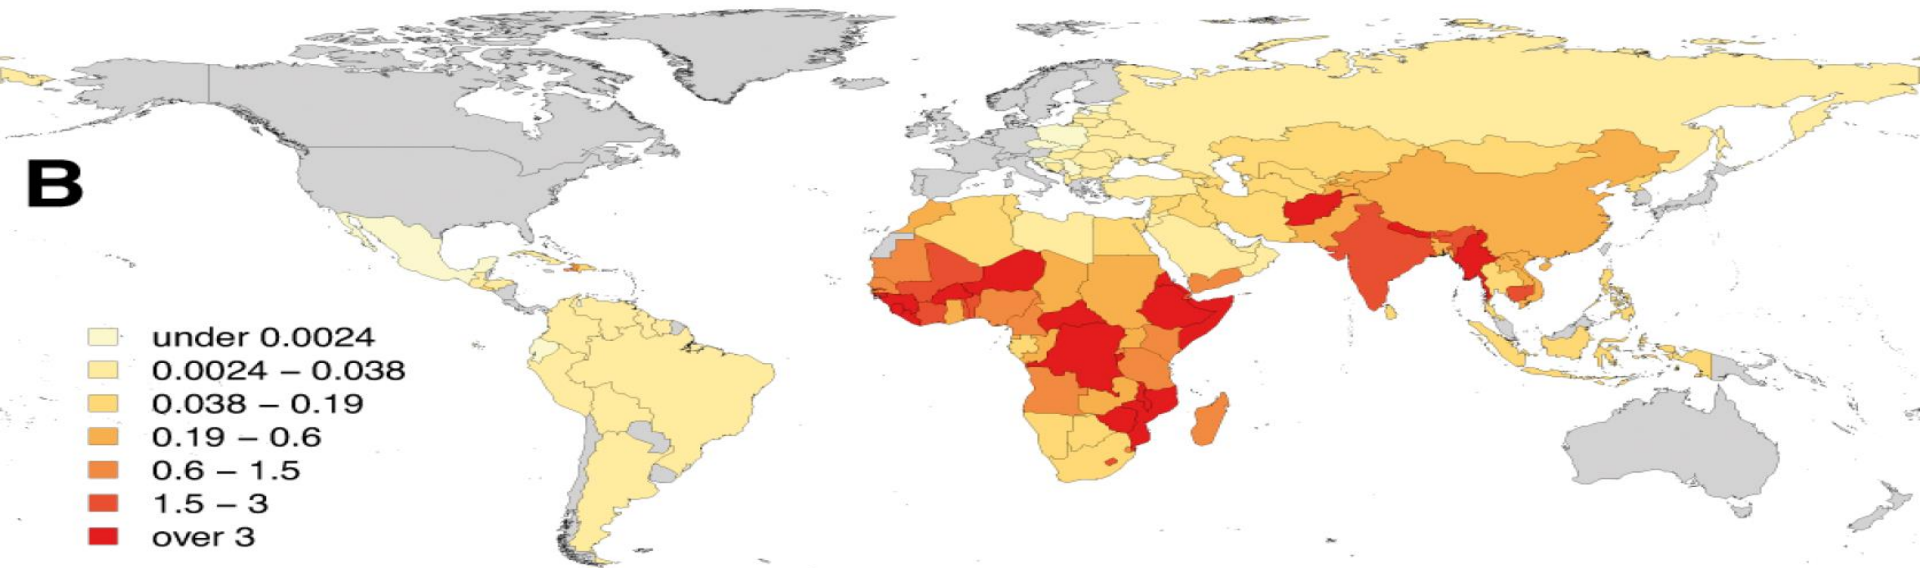 B
under 0.0024
0.0024 – 0.038
0.038 – 0.19
0.19 – 0.6
0.6 – 1.5
1.5 – 3
over 3